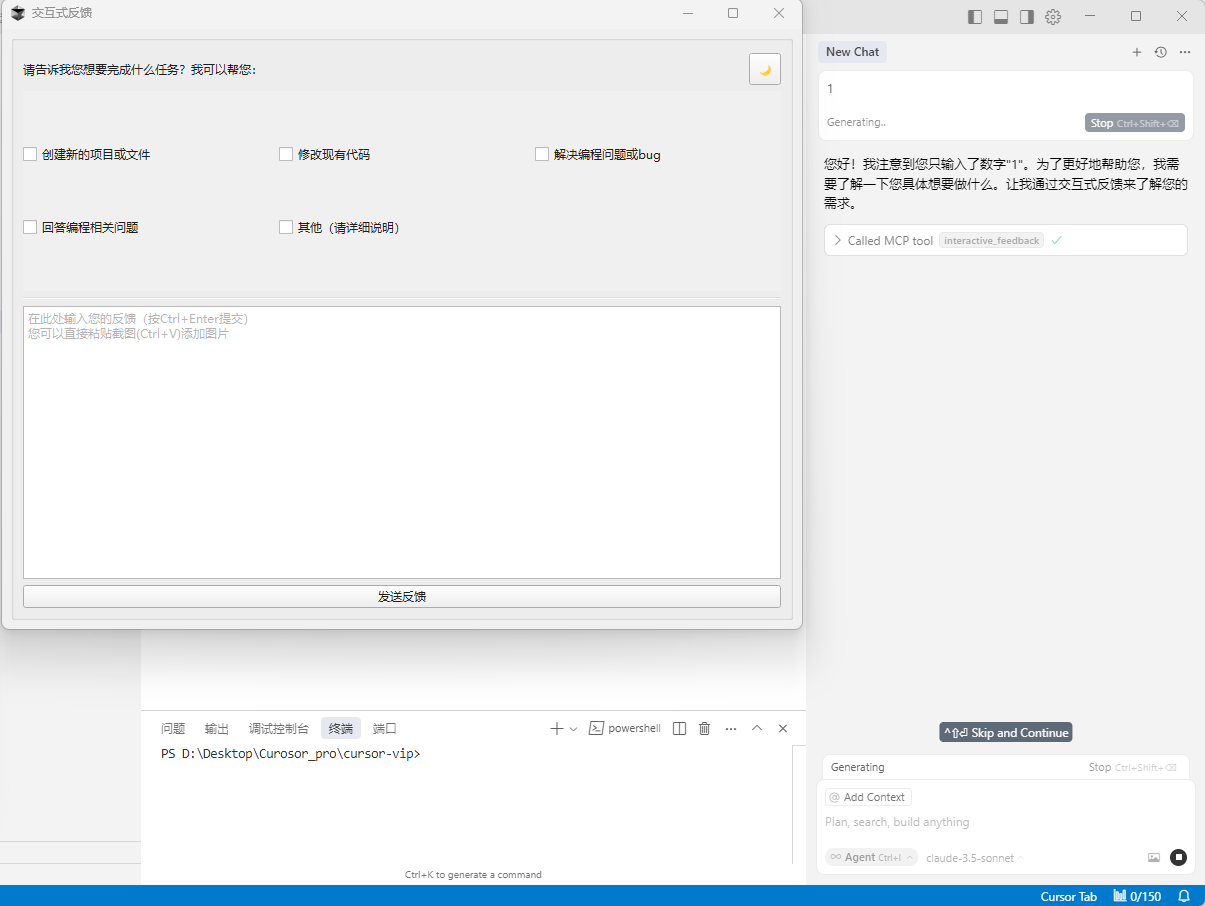 交互式反馈
请告诉我您想要完成什么任务？我可以帮您：
创建新的项目或文件
修改现有代码
解决编程问题或bug
回答编程相关问题
其他（请详细说明）
在此处输入您的反馈（按Ctrl+Enter提交）
您可以直接粘贴截图(Ctrl+V)添加图片
发送反馈
New Chat
1
Generating..
Stop Ctrl+Shift+⌫
您好！我注意到您只输入了数字"1"。为了更好地帮助您，我需
要了解一下您具体想要做什么。让我通过交互式反馈来了解您的
需求。
Called MCP tool interactive_feedback
^⇧⏎ Skip and Continue
Generating
Stop Ctrl+Shift+⌫
@ Add Context
Plan, search, build anything
∞ Agent Ctrl+I
claude-3.5-sonnet
问题
输出
调试控制台
终端
端口
powershell
PS D:\Desktop\Curosor_pro\cursor-vip>
Ctrl+K to generate a command
Cursor Tab
0/150